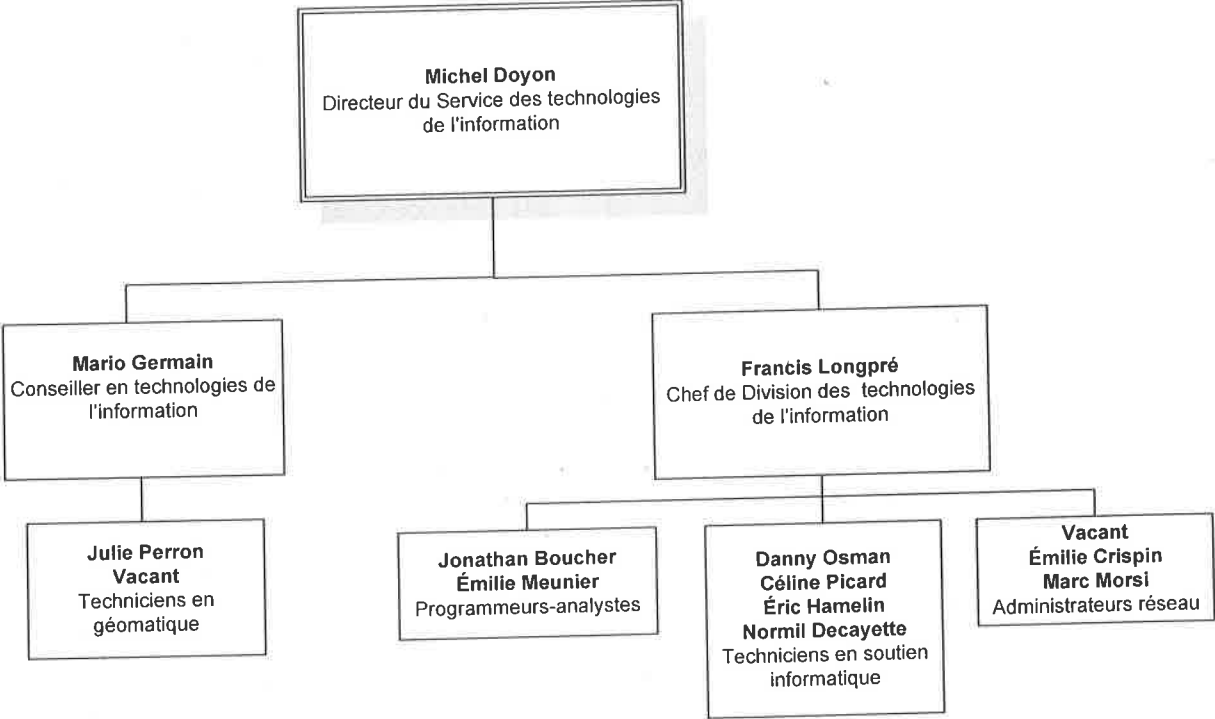 Michel Doyon
Directeur du Service des technologies
de l'information
Mario Germain
Conseiller en technologies de
l'information
Francis Longpré
Chef de Division des technologies
de l'information
Julie Perron
Vacant
Techniciens en
géomatique
Jonathan Boucher
Émilie Meunier
Programmeurs-analystes
Danny Osman
Céline Picard
Éric Hamelin
Normil Decayette
Techniciens en soutien
informatique
Vacant
Émilie Crispin
Marc Morsi
Administrateurs réseau